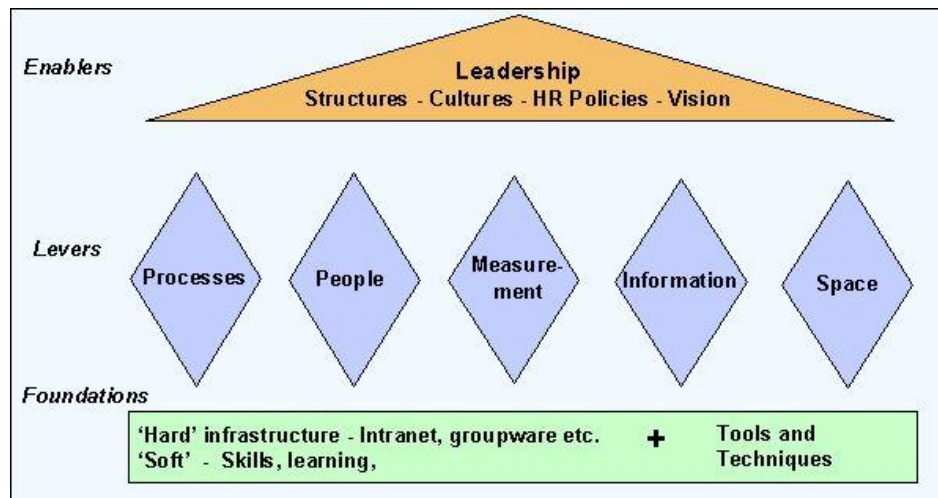 Enablers
Leadership
Structures - Cultures - HR Policies - Vision
Levers
Processes
People
Measure-
ment
Information
Space
Foundations
'Hard' infrastructure - Intranet, groupware etc.
'Soft' - Skills, learning,
+
Tools and
Techniques